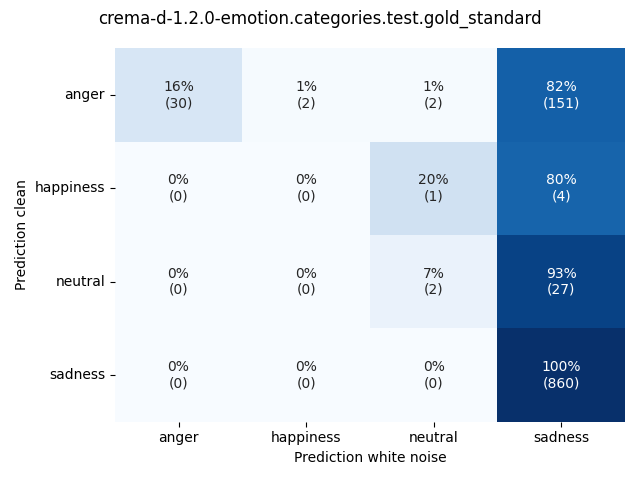 crema-d-1.2.0-emotion.categories.test.gold_standard
Prediction clean
anger
16%
(30)
1%
(2)
1%
(2)
82%
(151)
happiness
0%
(0)
0%
(0)
20%
(1)
80%
(4)
neutral
0%
(0)
0%
(0)
7%
(2)
93%
(27)
sadness
0%
(0)
0%
(0)
0%
(0)
100%
(860)
anger
happiness
neutral
sadness
Prediction white noise